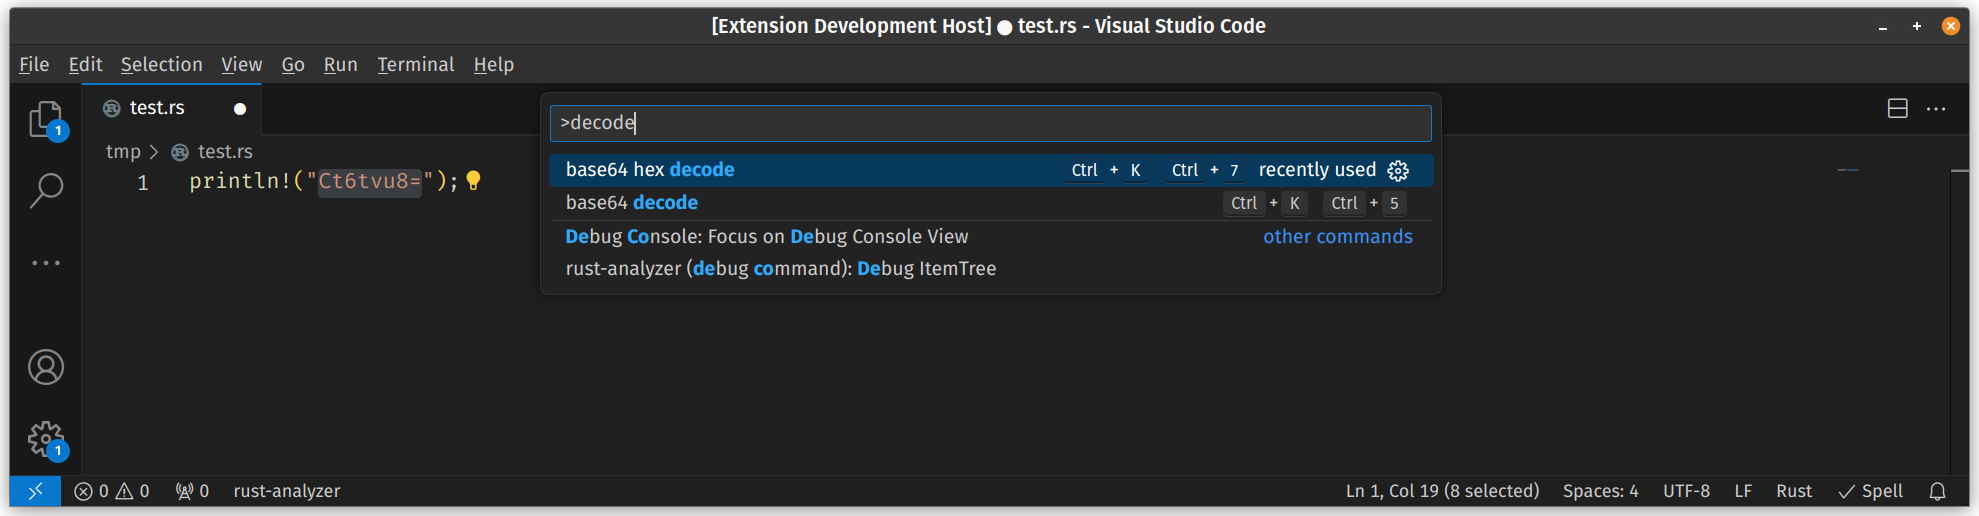 [Extension Development Host] ● test.rs - Visual Studio Code
File Edit Selection View Go Run Terminal Help
test.rs
>decode
tmp > test.rs
1 println!("Ct6tvu8=");
base64 hex decode Ctrl + K Ctrl + 7 recently used
base64 decode Ctrl + K Ctrl + 5
Debug Console: Focus on Debug Console View other commands
rust-analyzer (debug command): Debug ItemTree
1
1
0 0 0 rust-analyzer Ln 1, Col 19 (8 selected) Spaces: 4 UTF-8 LF Rust Spell